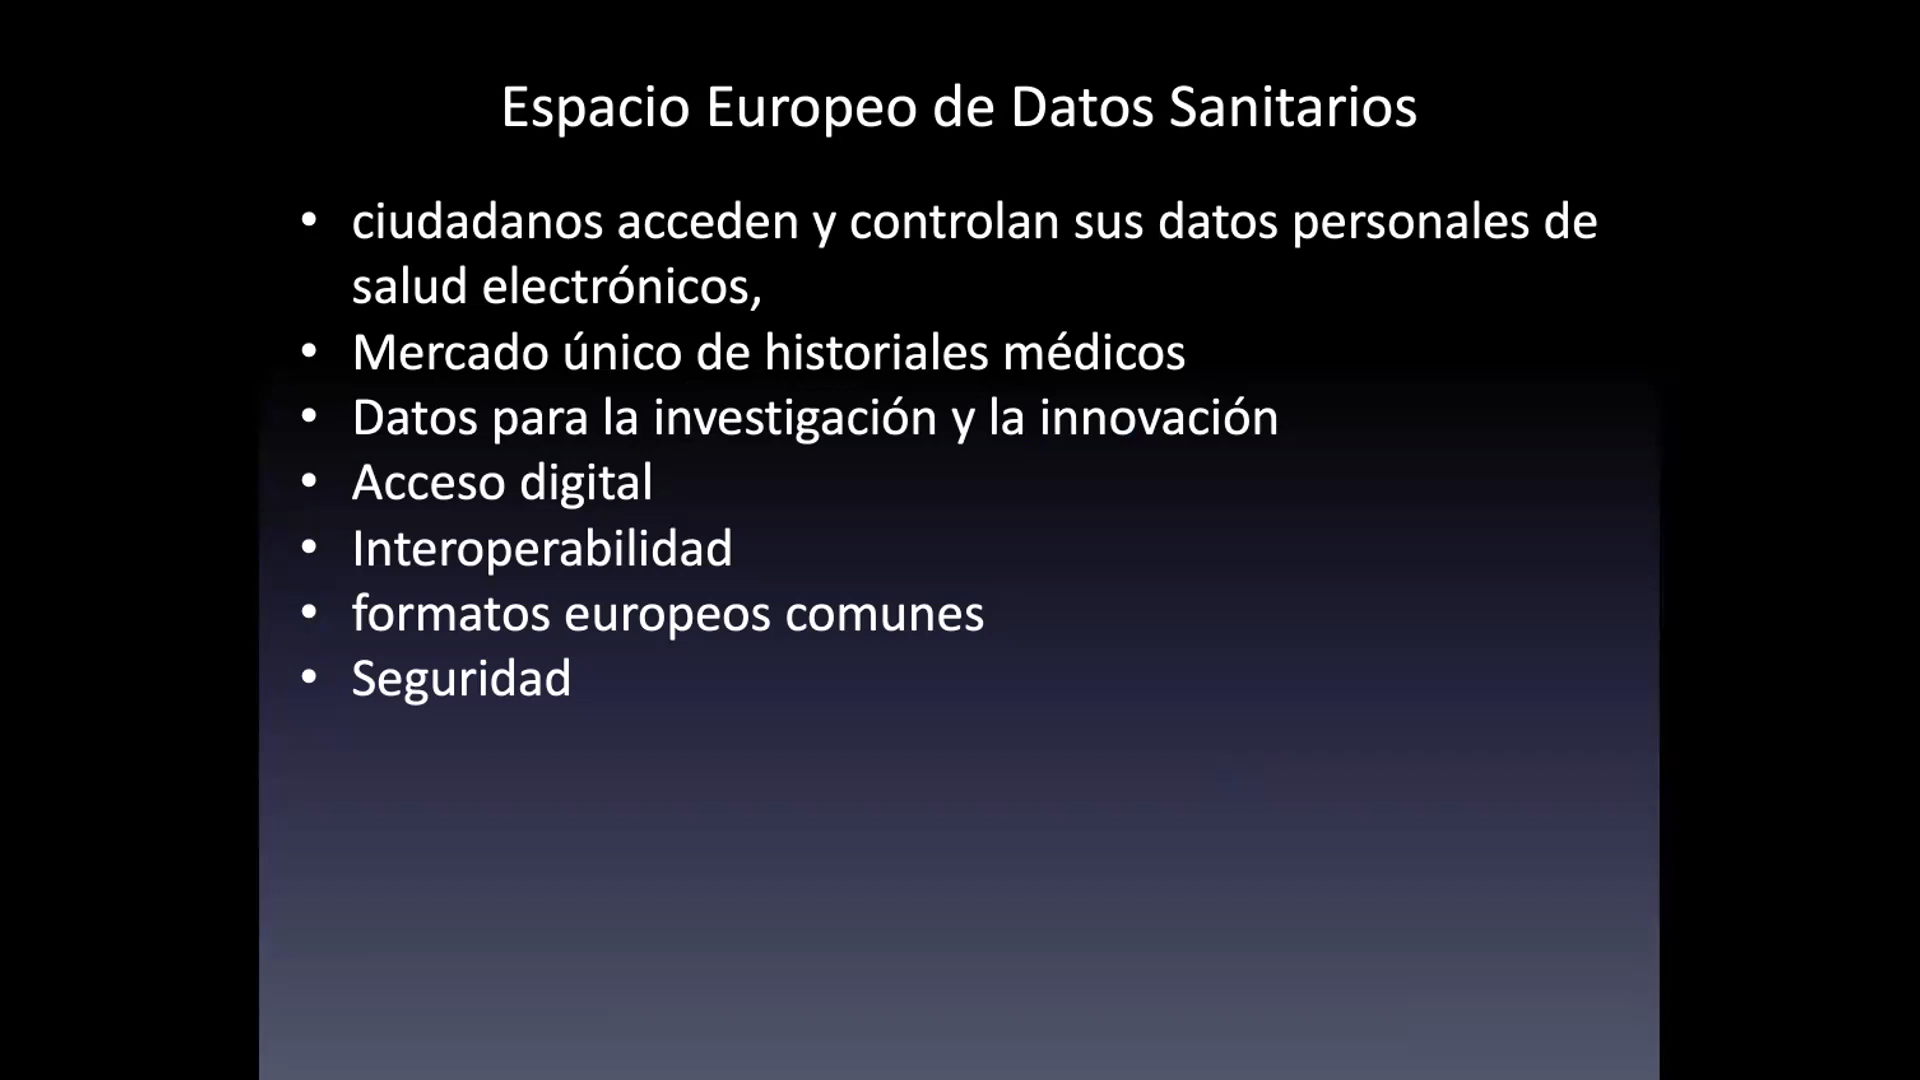 Espacio Europeo de Datos Sanitarios
• ciudadanos acceden y controlan sus datos personales de
salud electrónicos,
• Mercado único de historiales médicos
• Datos para la investigación y la innovación
• Acceso digital
• Interoperabilidad
• formatos europeos comunes
• Seguridad